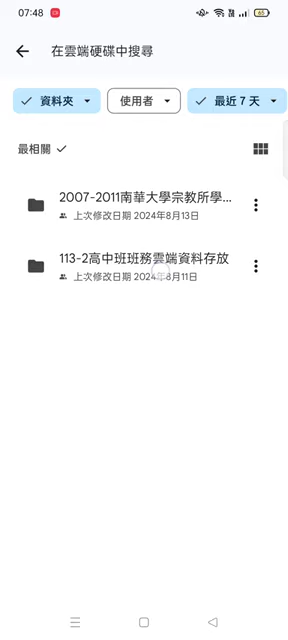 07:48
65
在雲端硬碟中搜尋
資料夾
使用者
最近 7 天
最相關
2007-2011南華大學宗教所學...
上次修改日期 2024年8月13日
113-2高中班班務雲端資料存放
上次修改日期 2024年8月11日